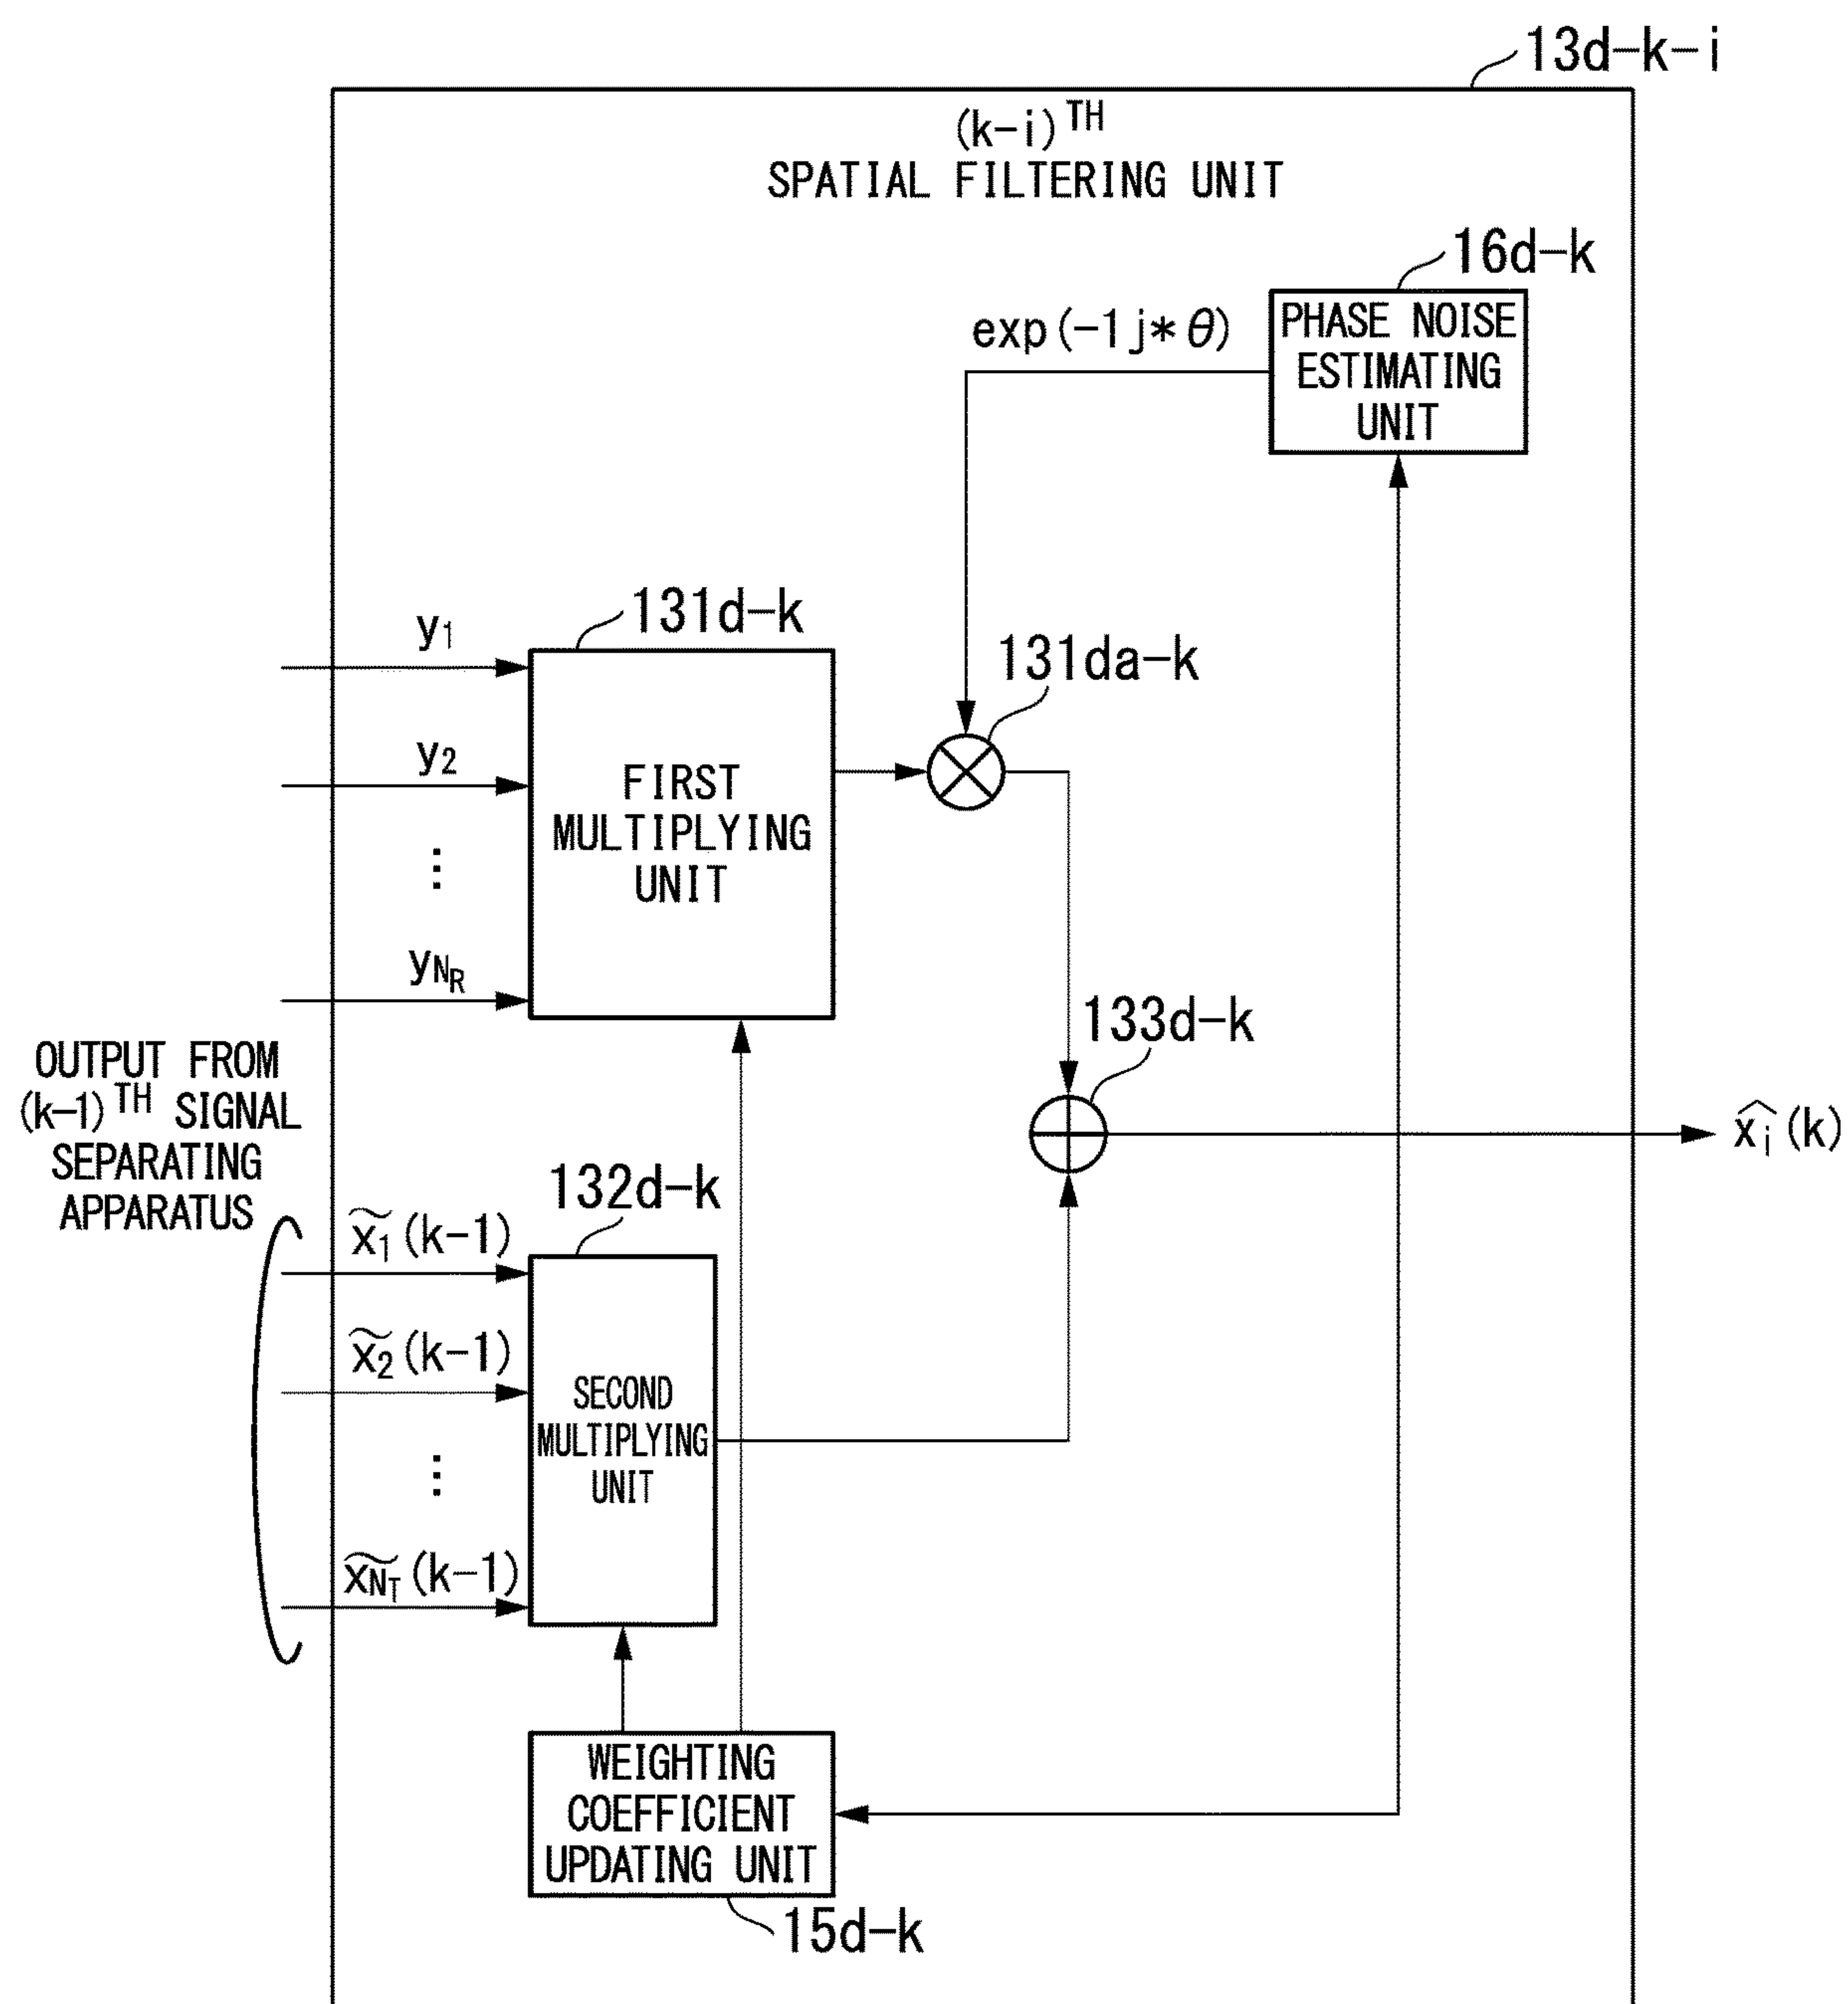 13d-k-i
(k-i)TH
SPATIAL FILTERING UNIT
16d-k
PHASE NOISE
ESTIMATING
UNIT
exp(-1j*θ)
131d-k
131da-k
y1
y2
⋮
yNR
FIRST
MULTIPLYING
UNIT
133d-k
OUTPUT FROM
(k-1)TH SIGNAL
SEPARATING
APPARATUS
x̂i(k)
132d-k
x̃1(k-1)
x̃2(k-1)
⋮
x̃NT(k-1)
SECOND
MULTIPLYING
UNIT
WEIGHTING
COEFFICIENT
UPDATING UNIT
15d-k